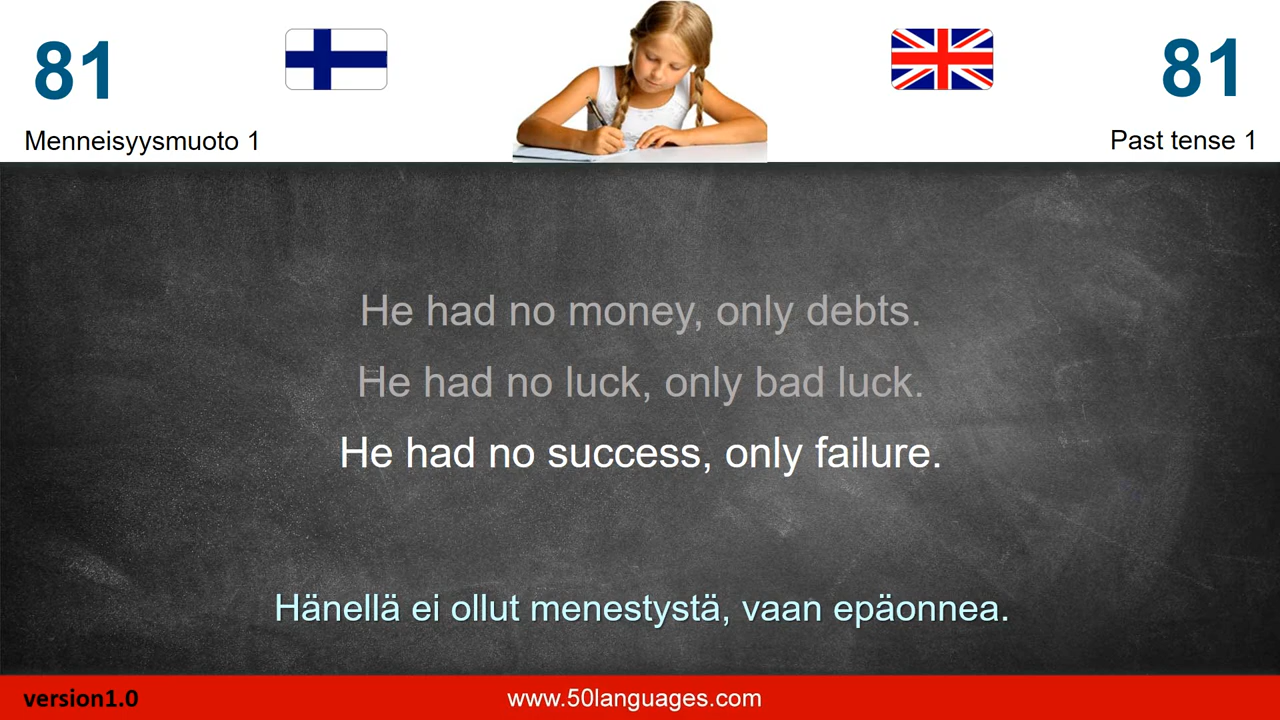 81
81
Menneisyysmuoto 1
Past tense 1
He had no money, only debts.
He had no luck, only bad luck.
He had no success, only failure.
Hänellä ei ollut menestystä, vaan epäonnea.
version1.0
www.50languages.com